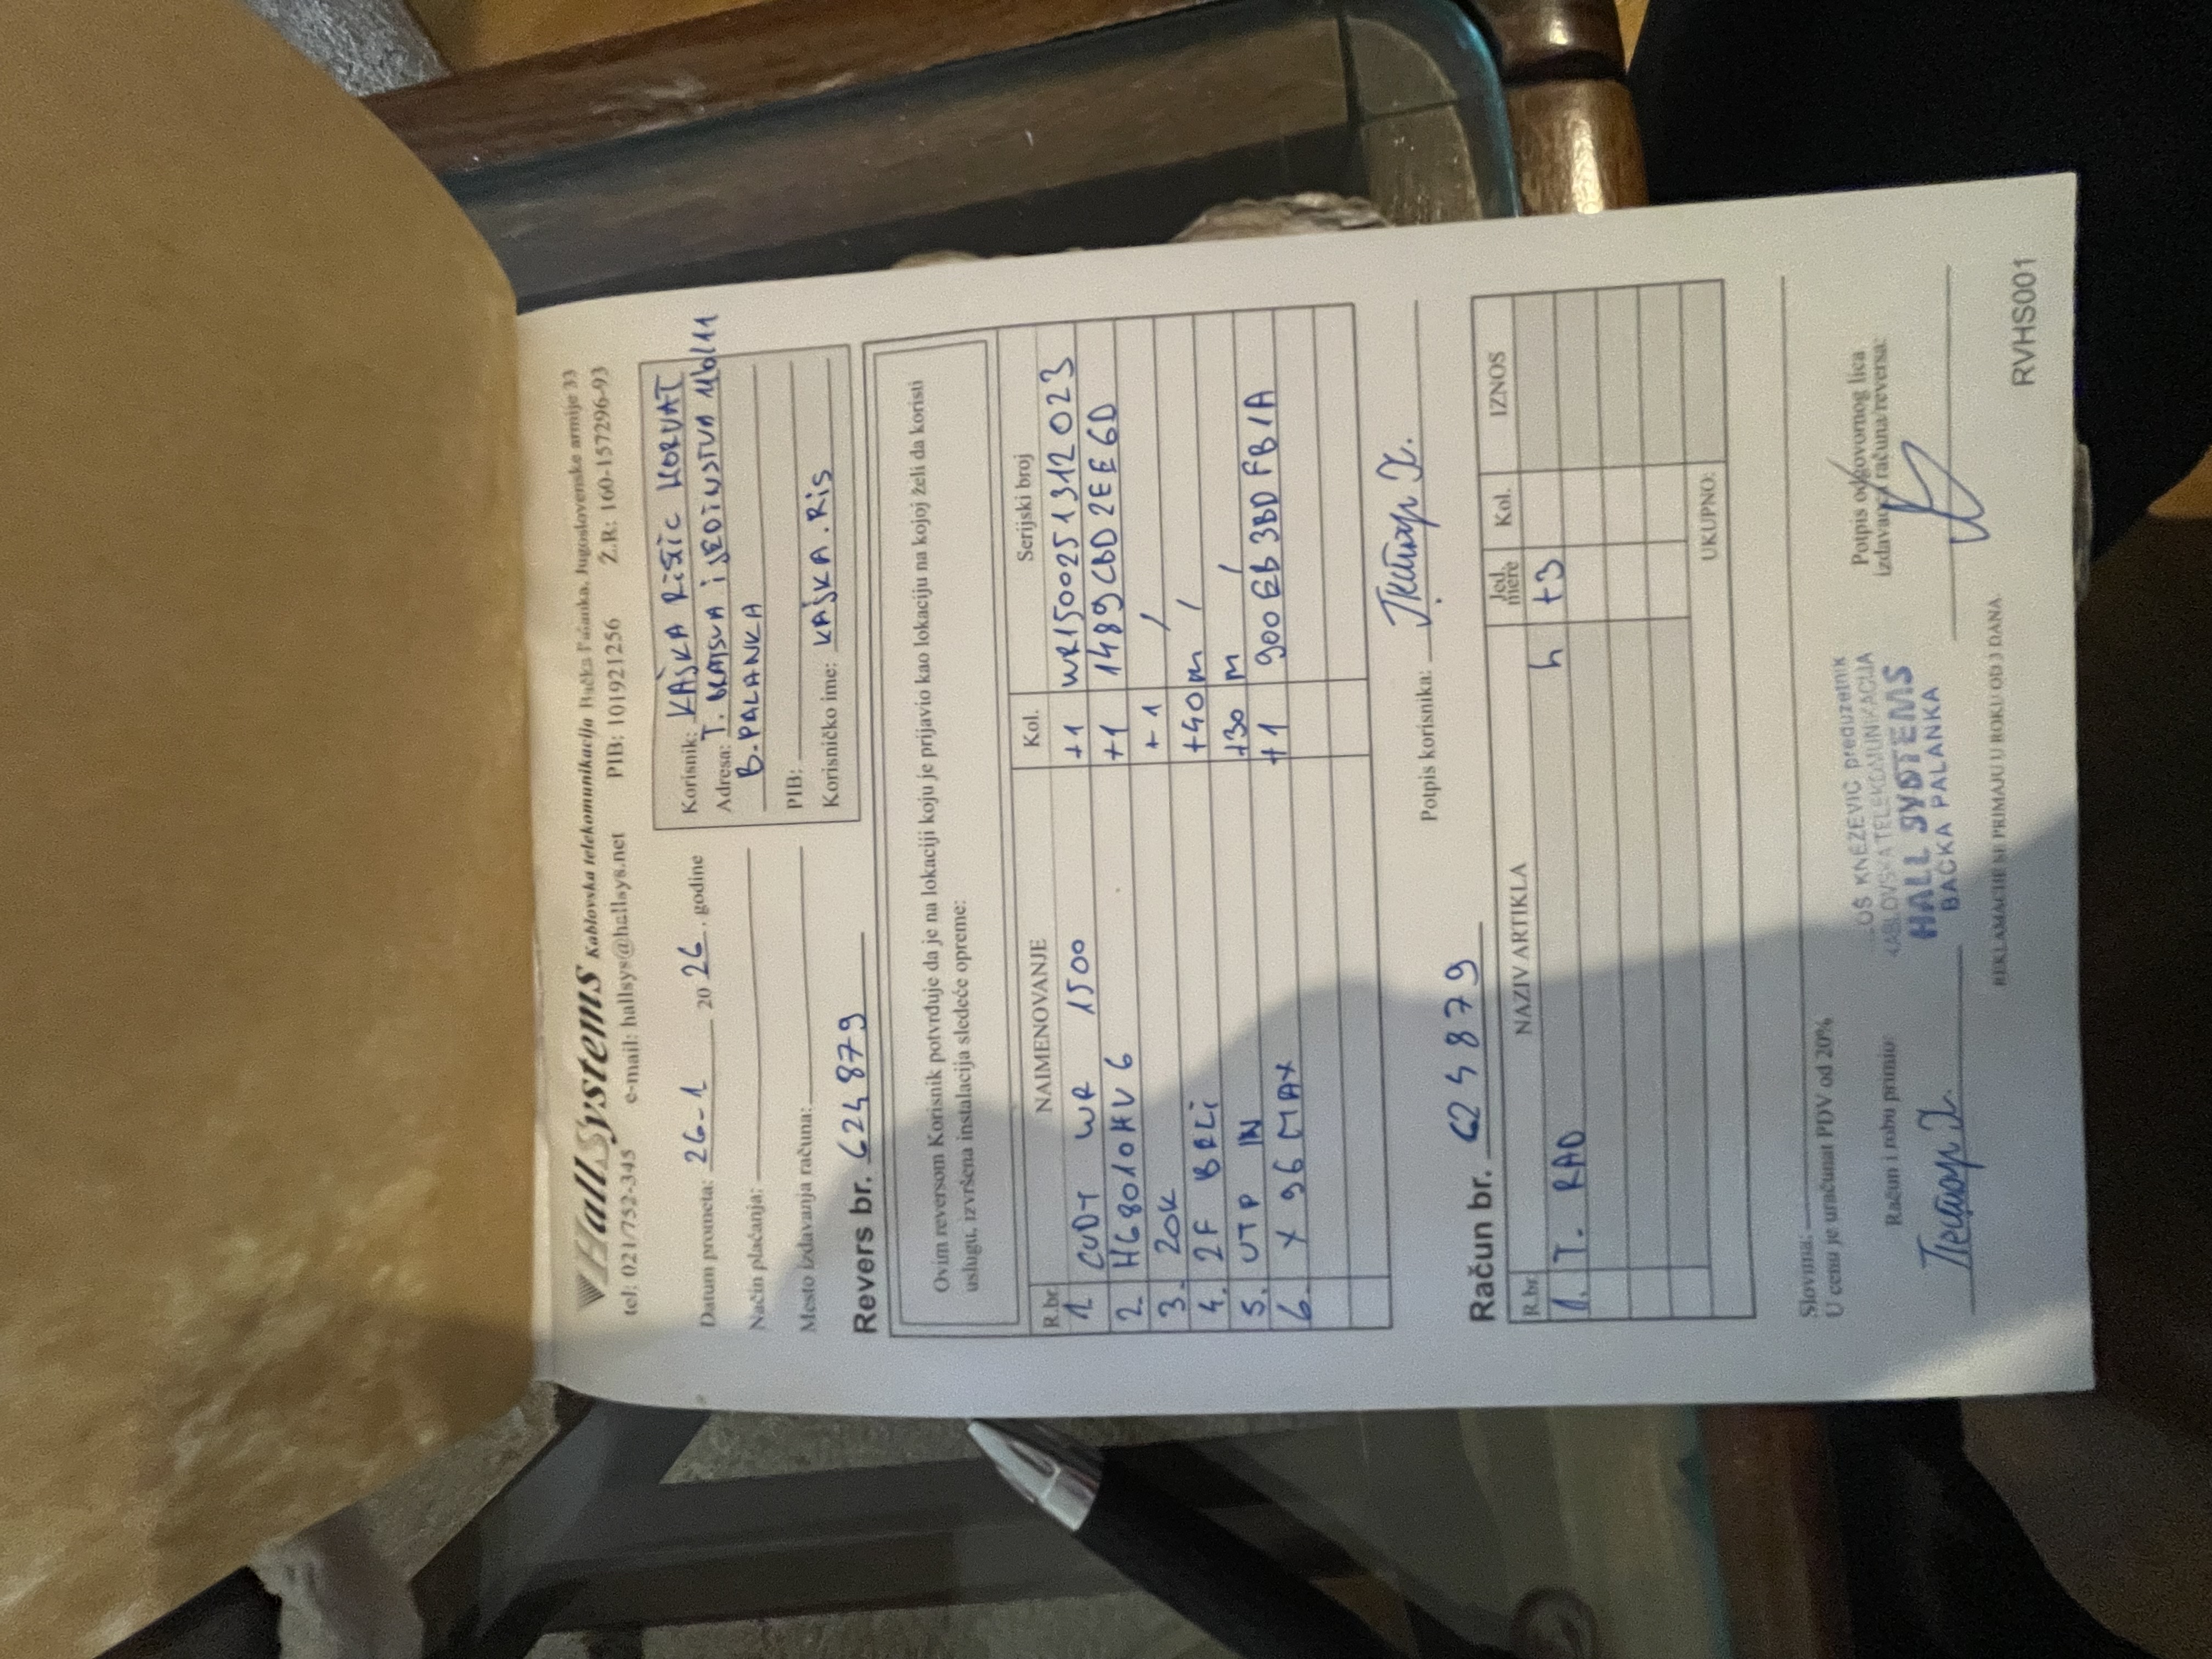 HallSystems Kablovska telekomunikacija Bačka Palanka, Jugoslovenske armije 33
tel: 021/752-345 e-mail: hallsys@hallsys.net PIB: 101921256 Ž.R: 160-157296-93
Datum prometa: 26-1 20 26. godine
Način plaćanja:
Mesto izdavanja računa:
Korisnik: KAŠKA RiŠiC HORVAT
Adresa: T. BRATSVA i JEDiNSTVA
B. PALANKA
PIB:
Korisničko ime: KAŠKA.RiS
Revers br. 624879
Ovim reversom Korisnik potvrđuje da je na lokaciji koju je prijavio kao lokaciju na kojoj želi da koristi
uslugu, izvršena instalacija sledeće opreme:
R.br. NAIMENOVANJE Kol. Serijski broj
1. CUDY WR 1500 +1 WR1500251312023
2. HG8010HV6 +1 1489CBD2EE6D
3. 20K +1 /
4. 2F BRLi +40m /
5. UTP IN +30 m /
6. X 96 MAX +1 900EB3BDFB1A
Potpis korisnika:
Račun br. 624879
R.br. NAZIV ARTIKLA Jed. mere Kol. IZNOS
1. T. RAD h +3
UKUPNO:
Slovima:
U cenu je uračunat PDV od 20%
Račun i robu primio:
Potpis odgovornog lica
izdavaoca računa/reversa:
OŠ KNEŽEVIĆ preduzetnik
KABLOVSKA TELEKOMUNIKACIJA
HALL SYSTEMS
BAČKA PALANKA
REKLAMACIJE SE PRIMAJU U ROKU OD 3 DANA
RVHS001